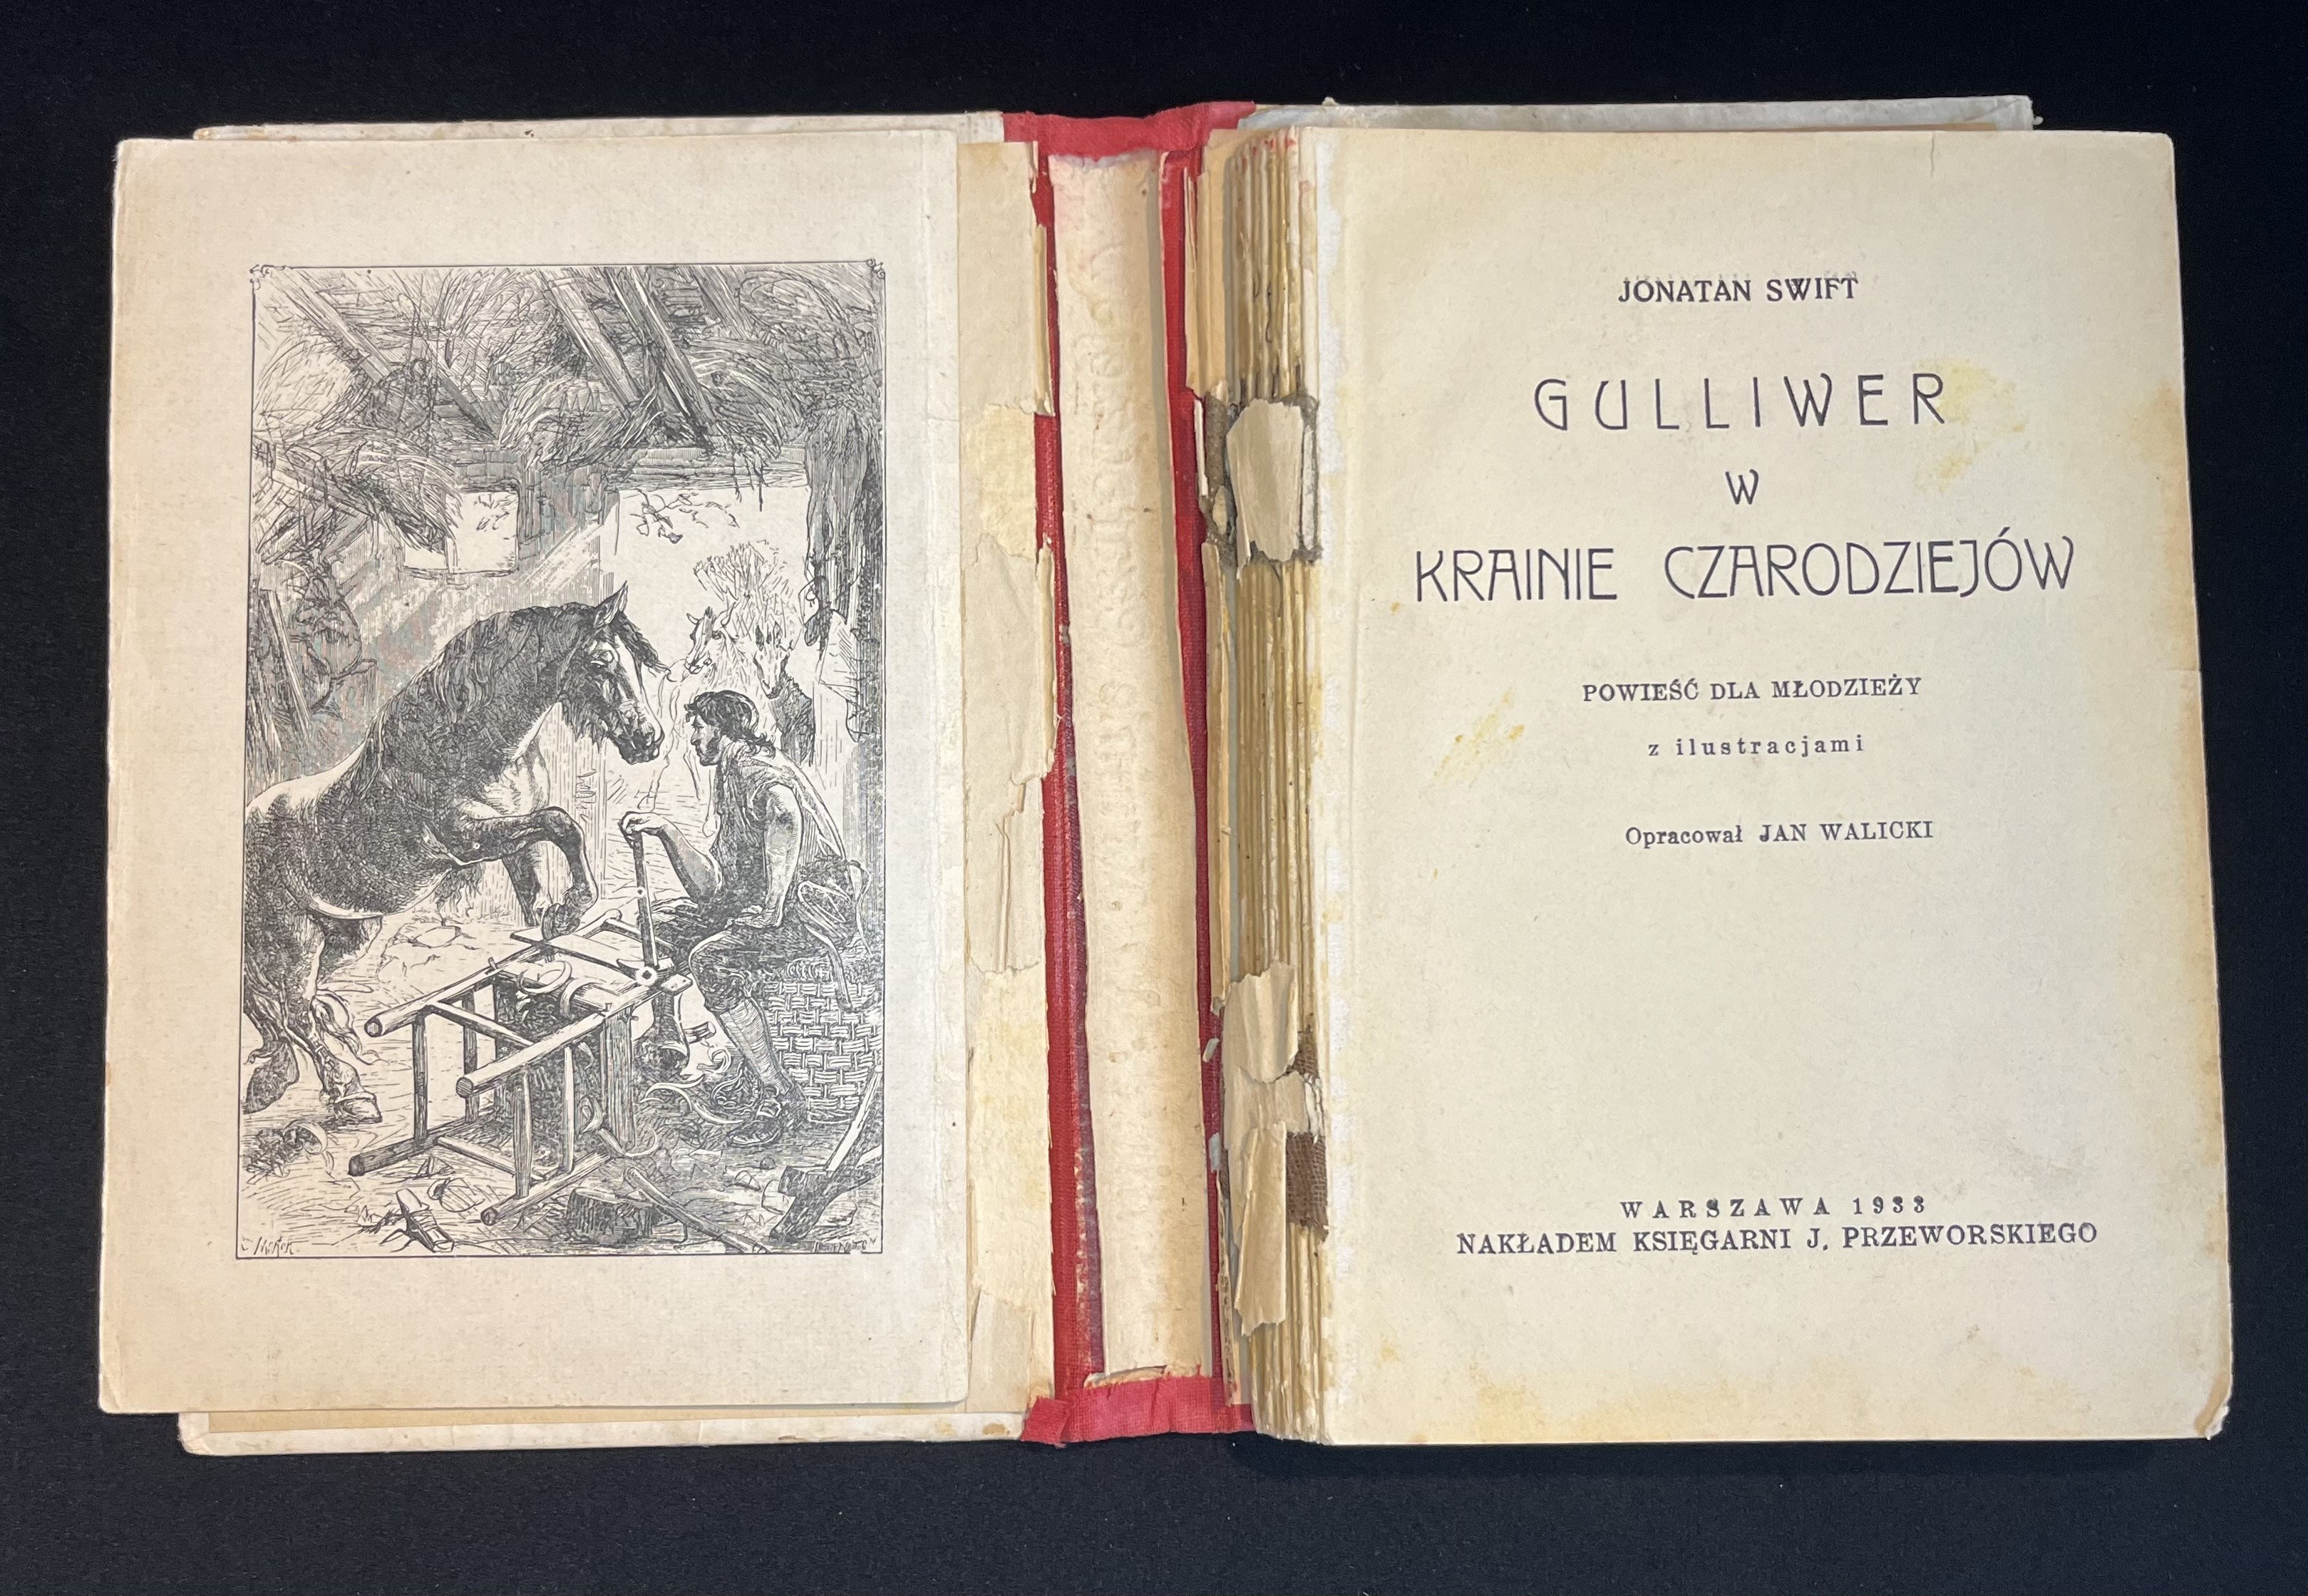 JONATAN SWIFT
GULLIWER
W
KRAINIE CZARODZIEJÓW
POWIEŚĆ DLA MŁODZIEŻY
z ilustracjami
Opracował JAN WALICKI
WARSZAWA 1933
NAKŁADEM KSIĘGARNI J. PRZEWORSKIEGO